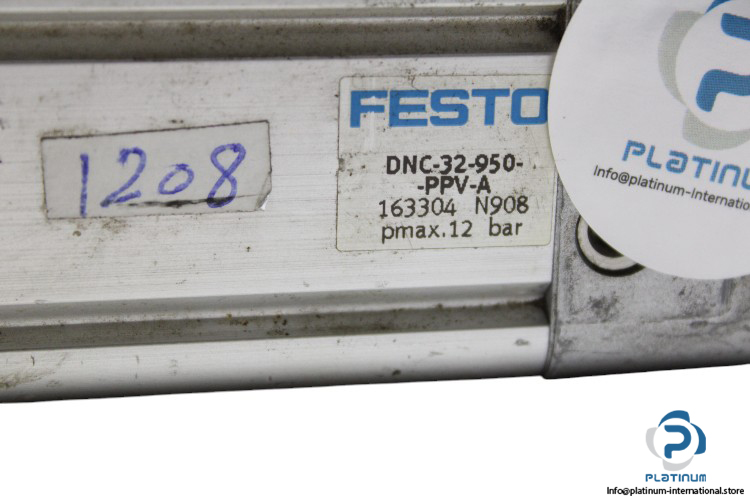 FESTO
DNC-32-950-
-PPV-A
163304 N908
pmax.12 bar
1208
PLATINUM
Info@platinum-internationa
PLATINUM
Info@platinum-international.store